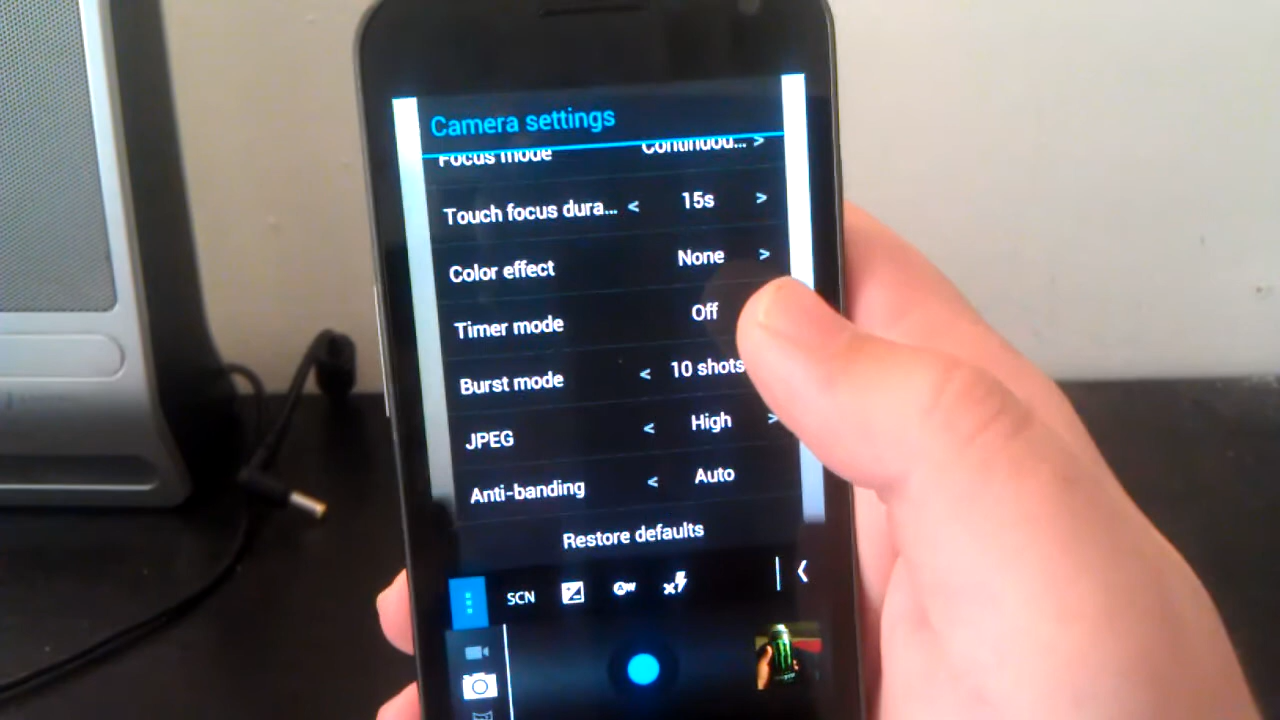 Camera settings
Focus mode Continuou... >
Touch focus dura... < 15s >
Color effect None >
Timer mode Off
Burst mode < 10 shots
JPEG < High >
Anti-banding < Auto
Restore defaults
SCN